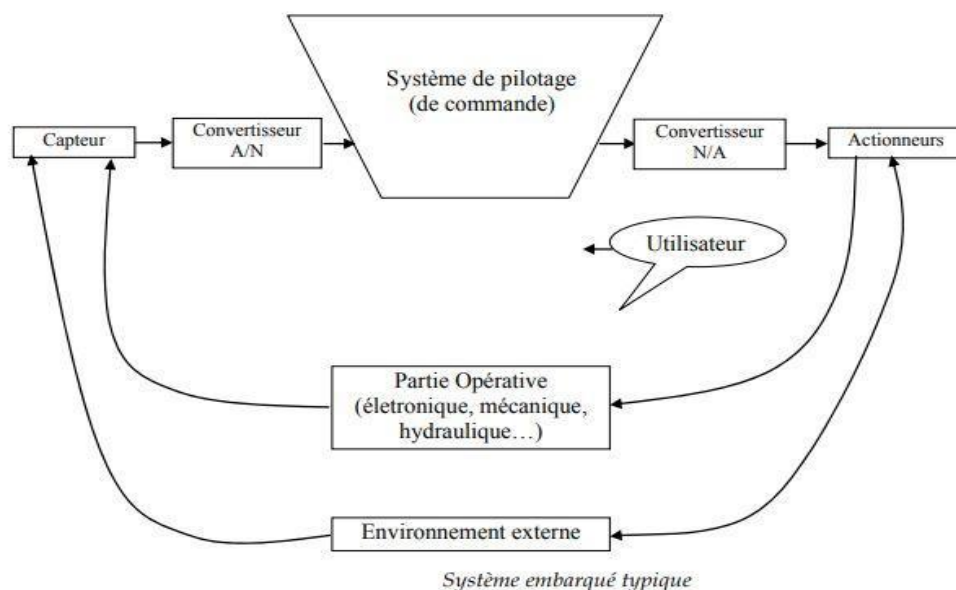 Système de pilotage
(de commande)
Capteur
Convertisseur
A/N
Convertisseur
N/A
Actionneurs
Utilisateur
Partie Opérative
(életronique, mécanique,
hydraulique…)
Environnement externe
Système embarqué typique